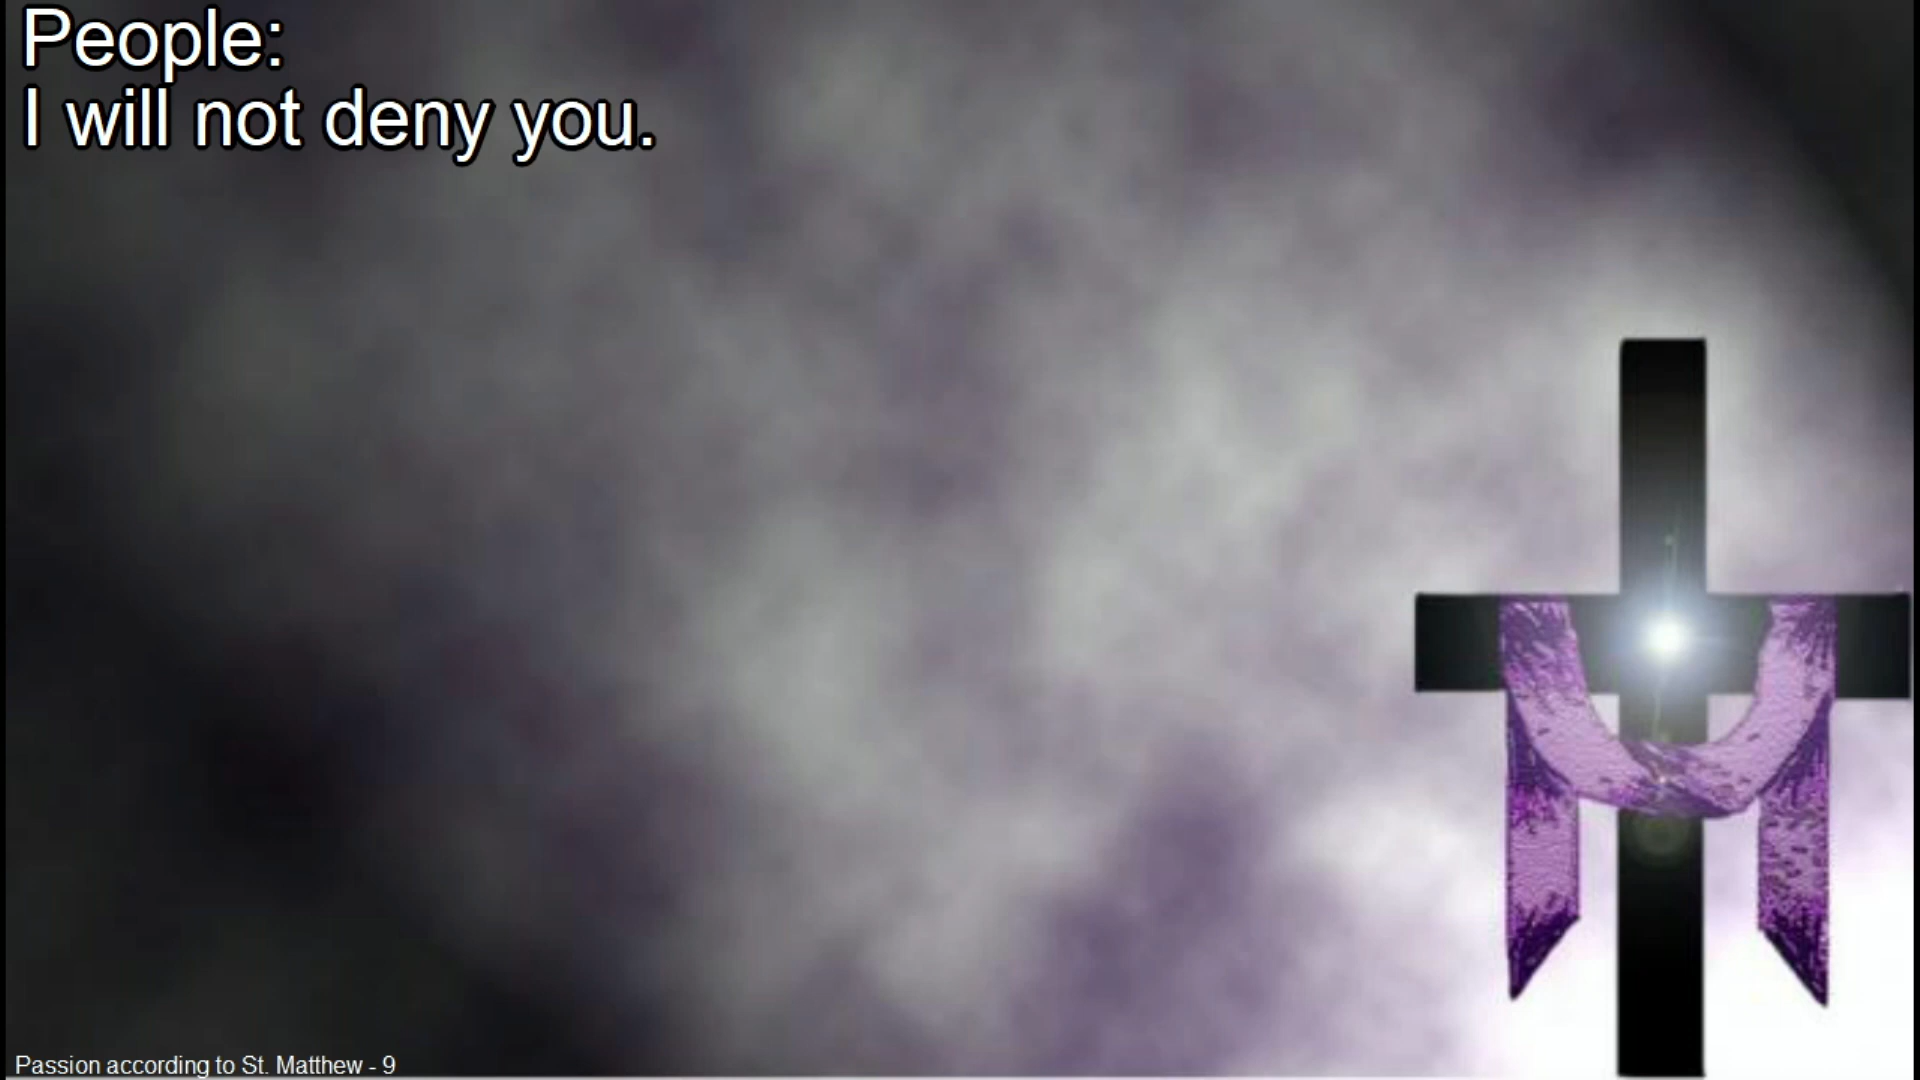 People:
I will not deny you.
Passion according to St. Matthew - 9